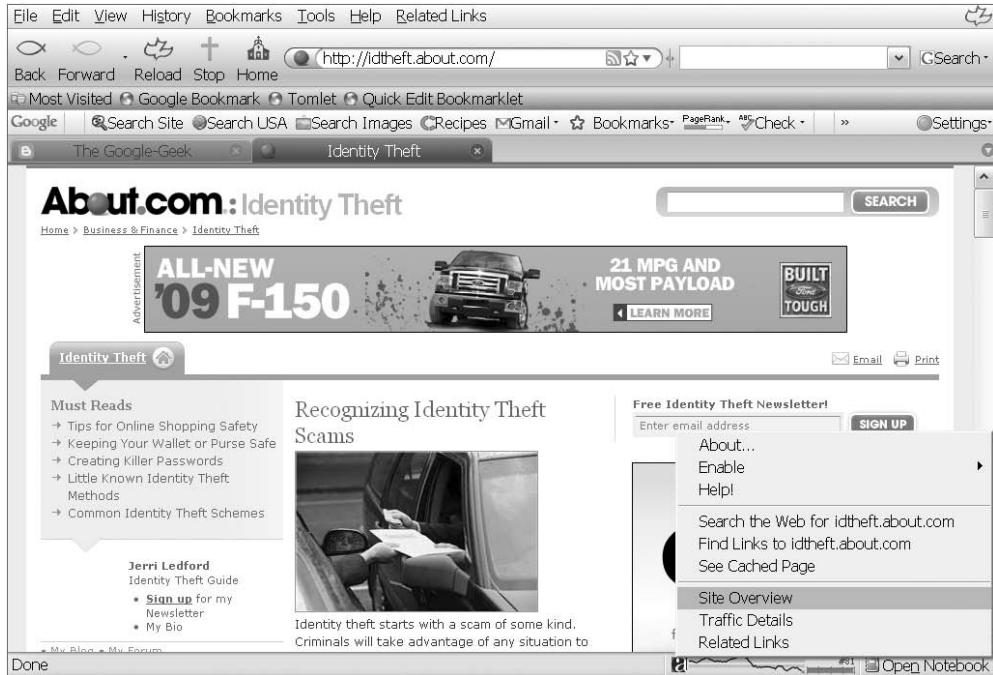 File Edit View History Bookmarks Tools Help Related Links
Back Forward Reload Stop Home
http://idtheft.about.com/
GSearch
Most Visited Google Bookmark Tomlet Quick Edit Bookmarklet
Google Search Site Search USA Search Images Recipes Gmail Bookmarks PageRank ABC Check » Settings
The Google-Geek Identity Theft
About.com: Identity Theft
SEARCH
Home > Business & Finance > Identity Theft
Advertisement
ALL-NEW
'09 F-150
21 MPG AND
MOST PAYLOAD
LEARN MORE
BUILT
Ford
TOUGH
Identity Theft
Email Print
Must Reads
→ Tips for Online Shopping Safety
→ Keeping Your Wallet or Purse Safe
→ Creating Killer Passwords
→ Little Known Identity Theft
Methods
→ Common Identity Theft Schemes
Jerri Ledford
Identity Theft Guide
• Sign up for my
Newsletter
• My Bio
• My Blog • My Forum
Recognizing Identity Theft
Scams
Identity theft starts with a scam of some kind.
Criminals will take advantage of any situation to
Free Identity Theft Newsletter!
Enter email address
SIGN UP
About...
Enable
Help!
Search the Web for idtheft.about.com
Find Links to idtheft.about.com
See Cached Page
Site Overview
Traffic Details
Related Links
Done
a
#81
Open Notebook